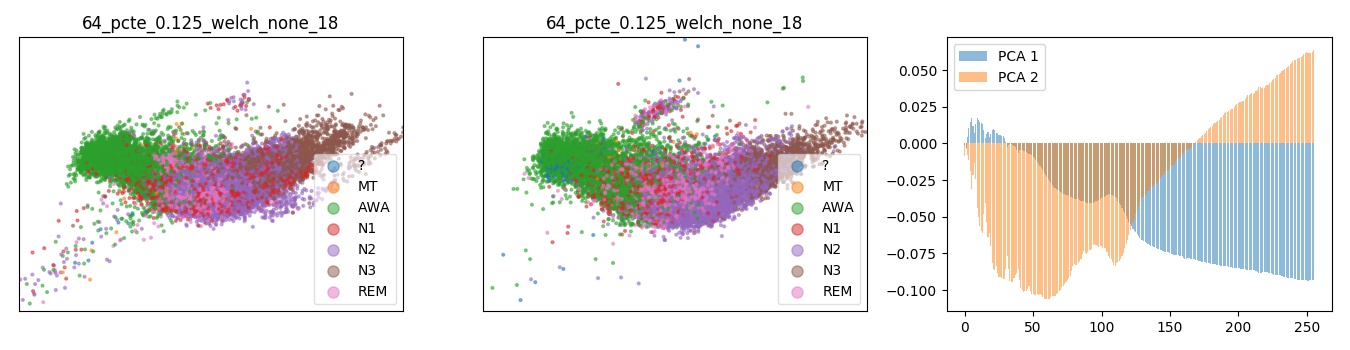 64_pcte_0.125_welch_none_18
?
MT
AWA
N1
N2
N3
REM
64_pcte_0.125_welch_none_18
?
MT
AWA
N1
N2
N3
REM
PCA 1
PCA 2
0.050
0.025
0.000
−0.025
−0.050
−0.075
−0.100
0 50 100 150 200 250